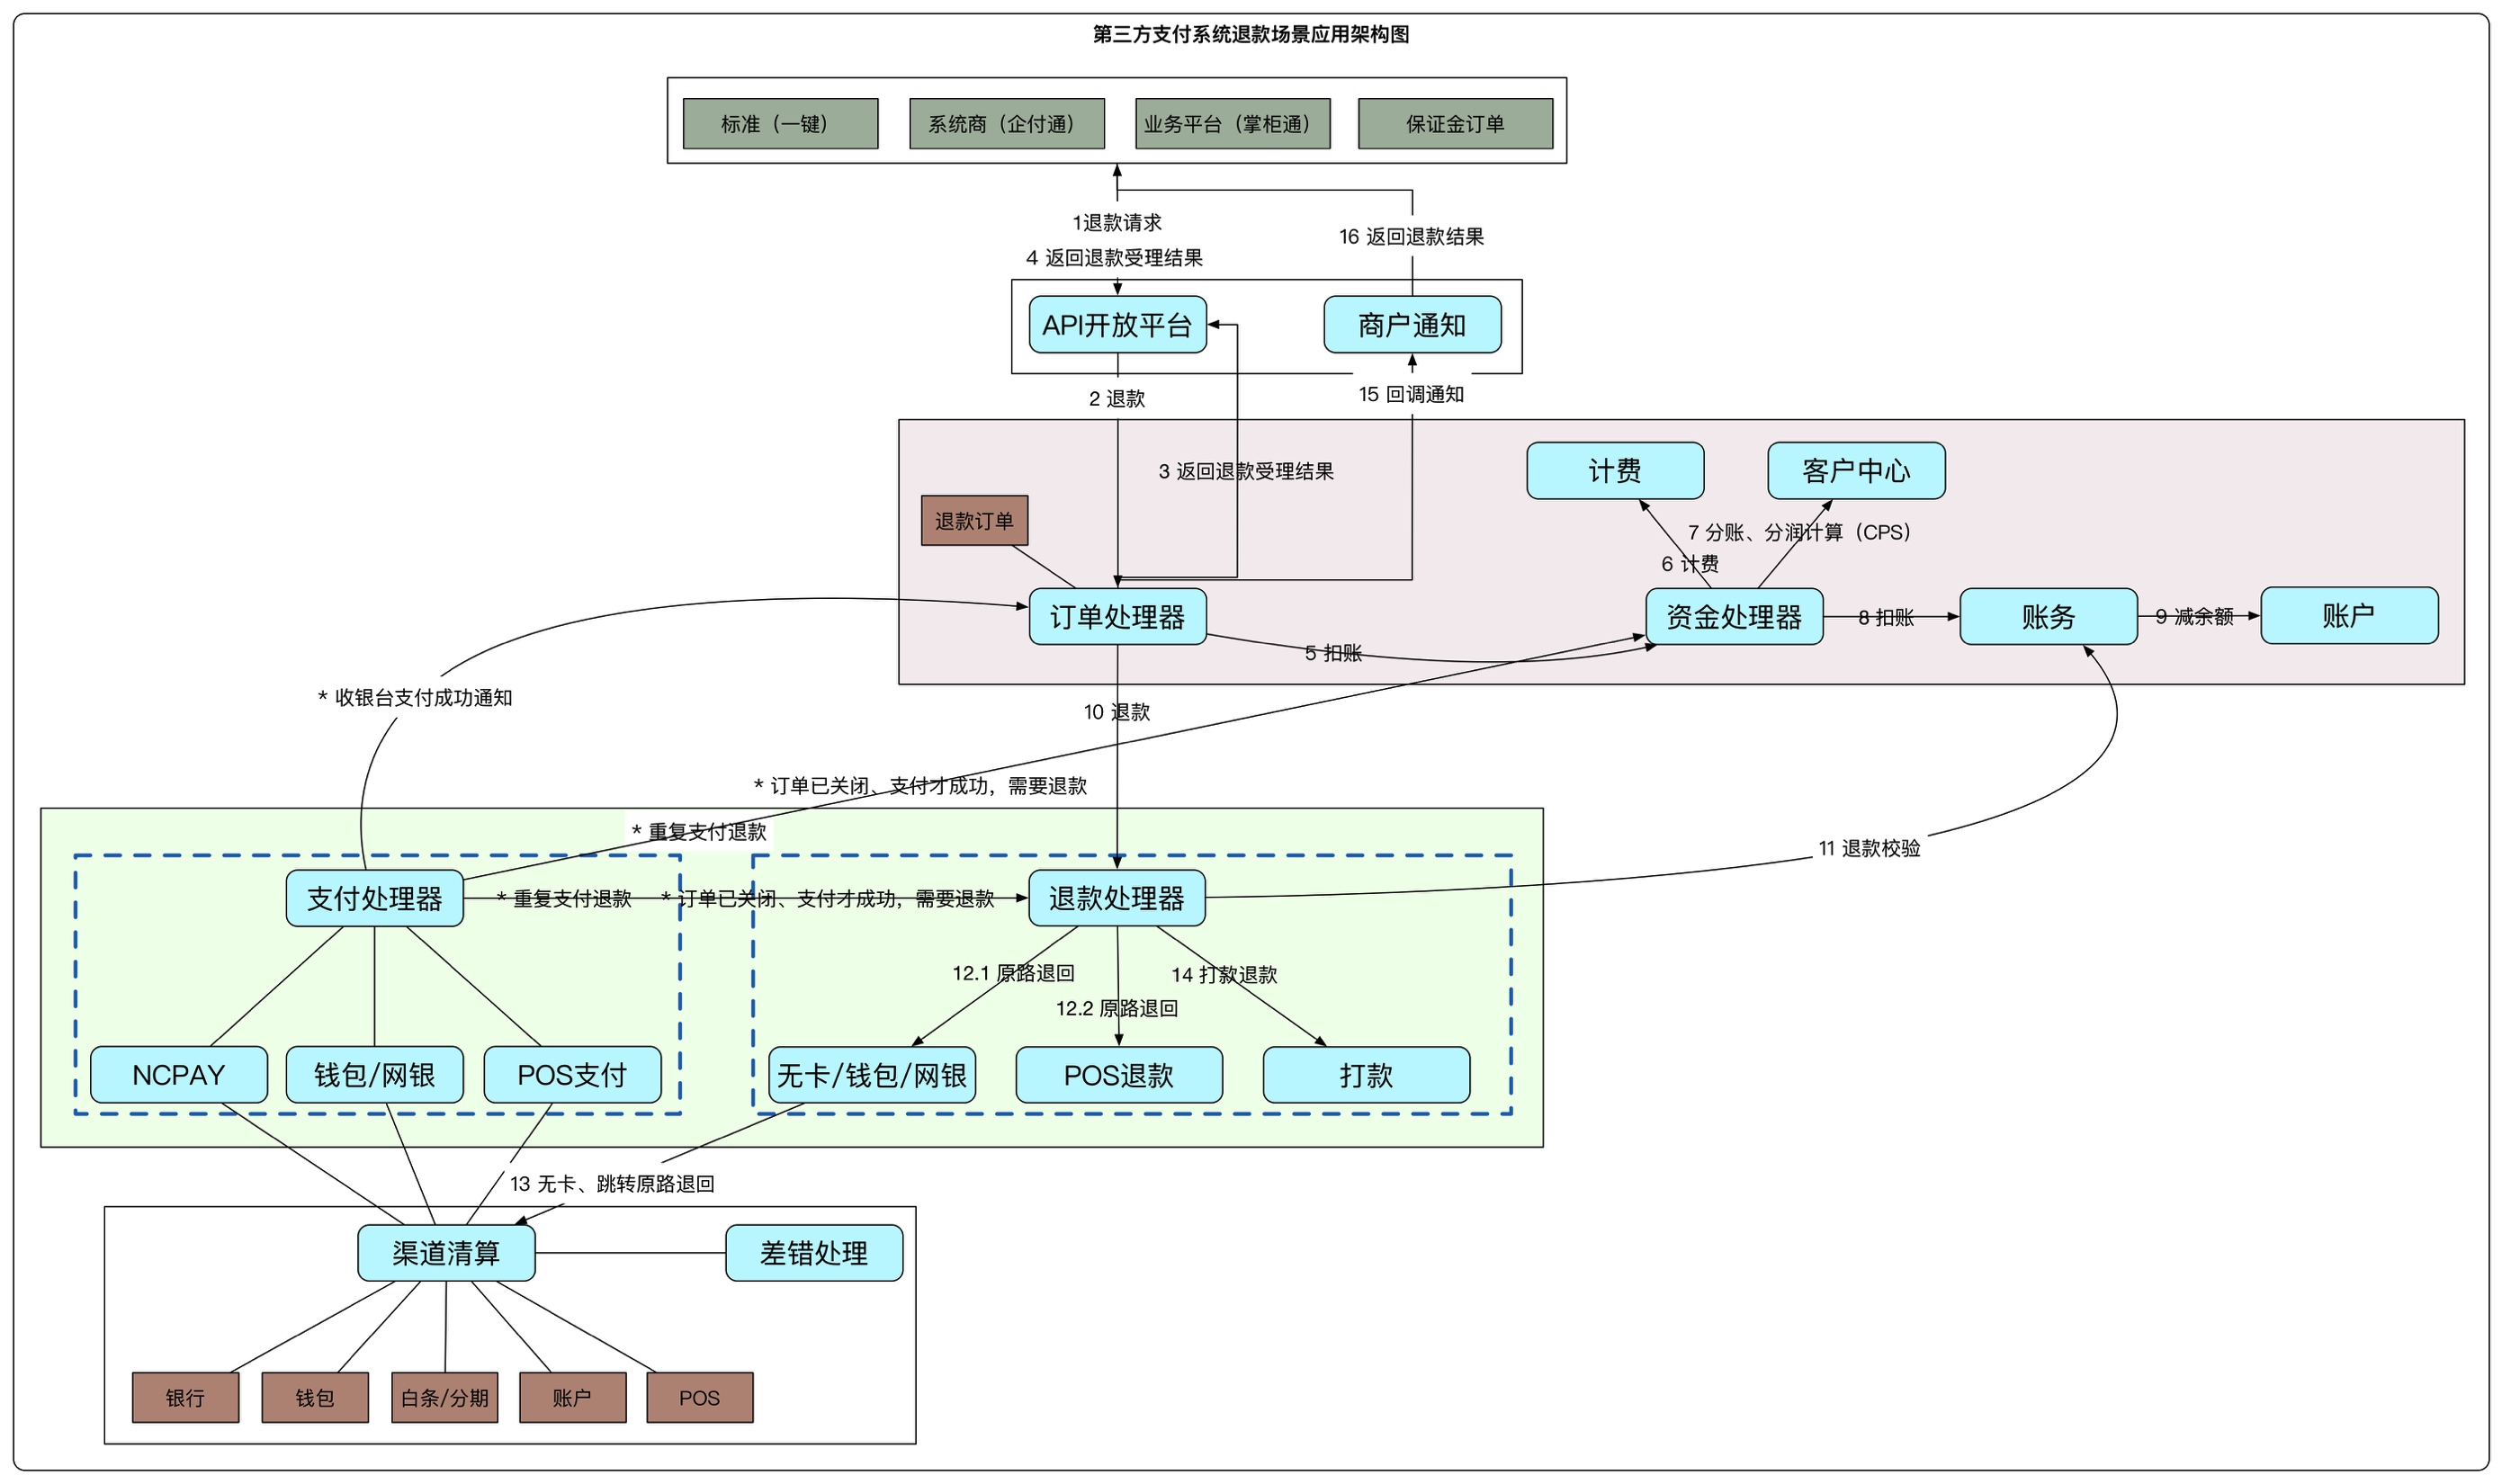 第三方支付系统退款场景应用架构图
标准（一键）
系统商（企付通）
业务平台（掌柜通）
保证金订单
1退款请求
16 返回退款结果
4 返回退款受理结果
API开放平台
商户通知
2 退款
15 回调通知
3 返回退款受理结果
计费
客户中心
退款订单
7 分账、分润计算（CPS）
6 计费
订单处理器
资金处理器
8 扣账
账务
9 减余额
账户
5 扣账
* 收银台支付成功通知
10 退款
* 订单已关闭、支付才成功，需要退款
* 重复支付退款
11 退款校验
支付处理器
* 重复支付退款
* 订单已关闭、支付才成功，需要退款
退款处理器
12.1 原路退回
14 打款退款
12.2 原路退回
NCPAY
钱包/网银
POS支付
无卡/钱包/网银
POS退款
打款
13 无卡、跳转原路退回
渠道清算
差错处理
银行
钱包
白条/分期
账户
POS